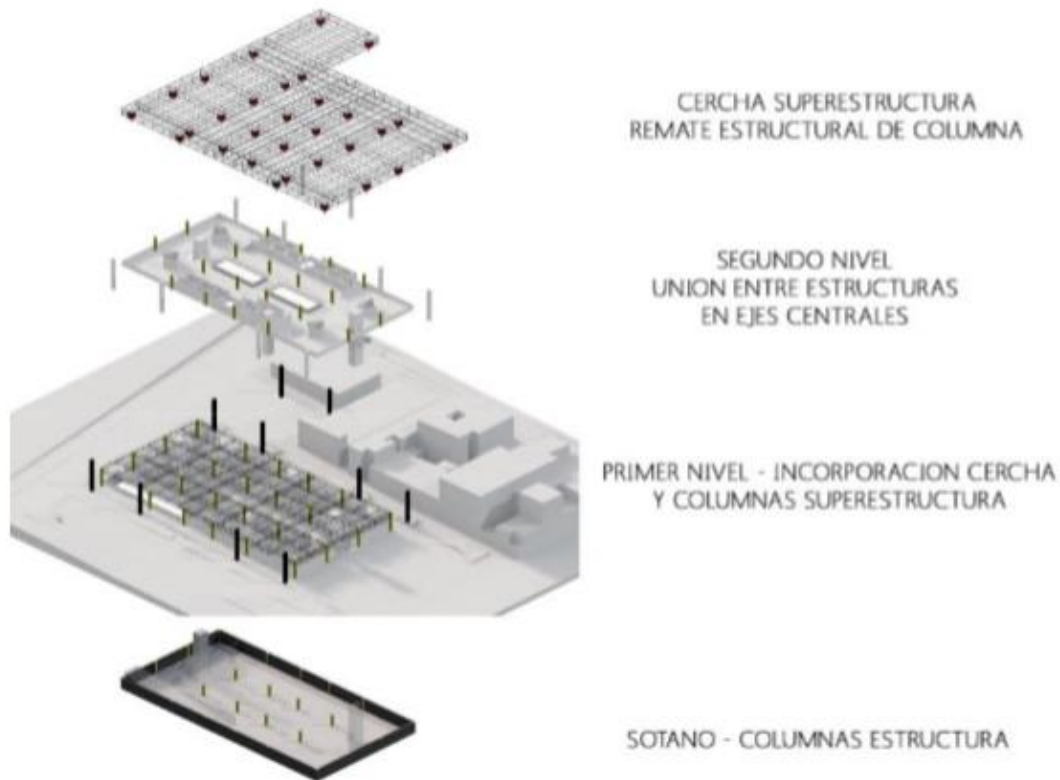 CERCHA SUPERESTRUCTURA
REMATE ESTRUCTURAL DE COLUMNA
SEGUNDO NIVEL
UNION ENTRE ESTRUCTURAS
EN EJES CENTRALES
PRIMER NIVEL - INCORPORACION CERCHA
Y COLUMNAS SUPERESTRUCTURA
SOTANO - COLUMNAS ESTRUCTURA